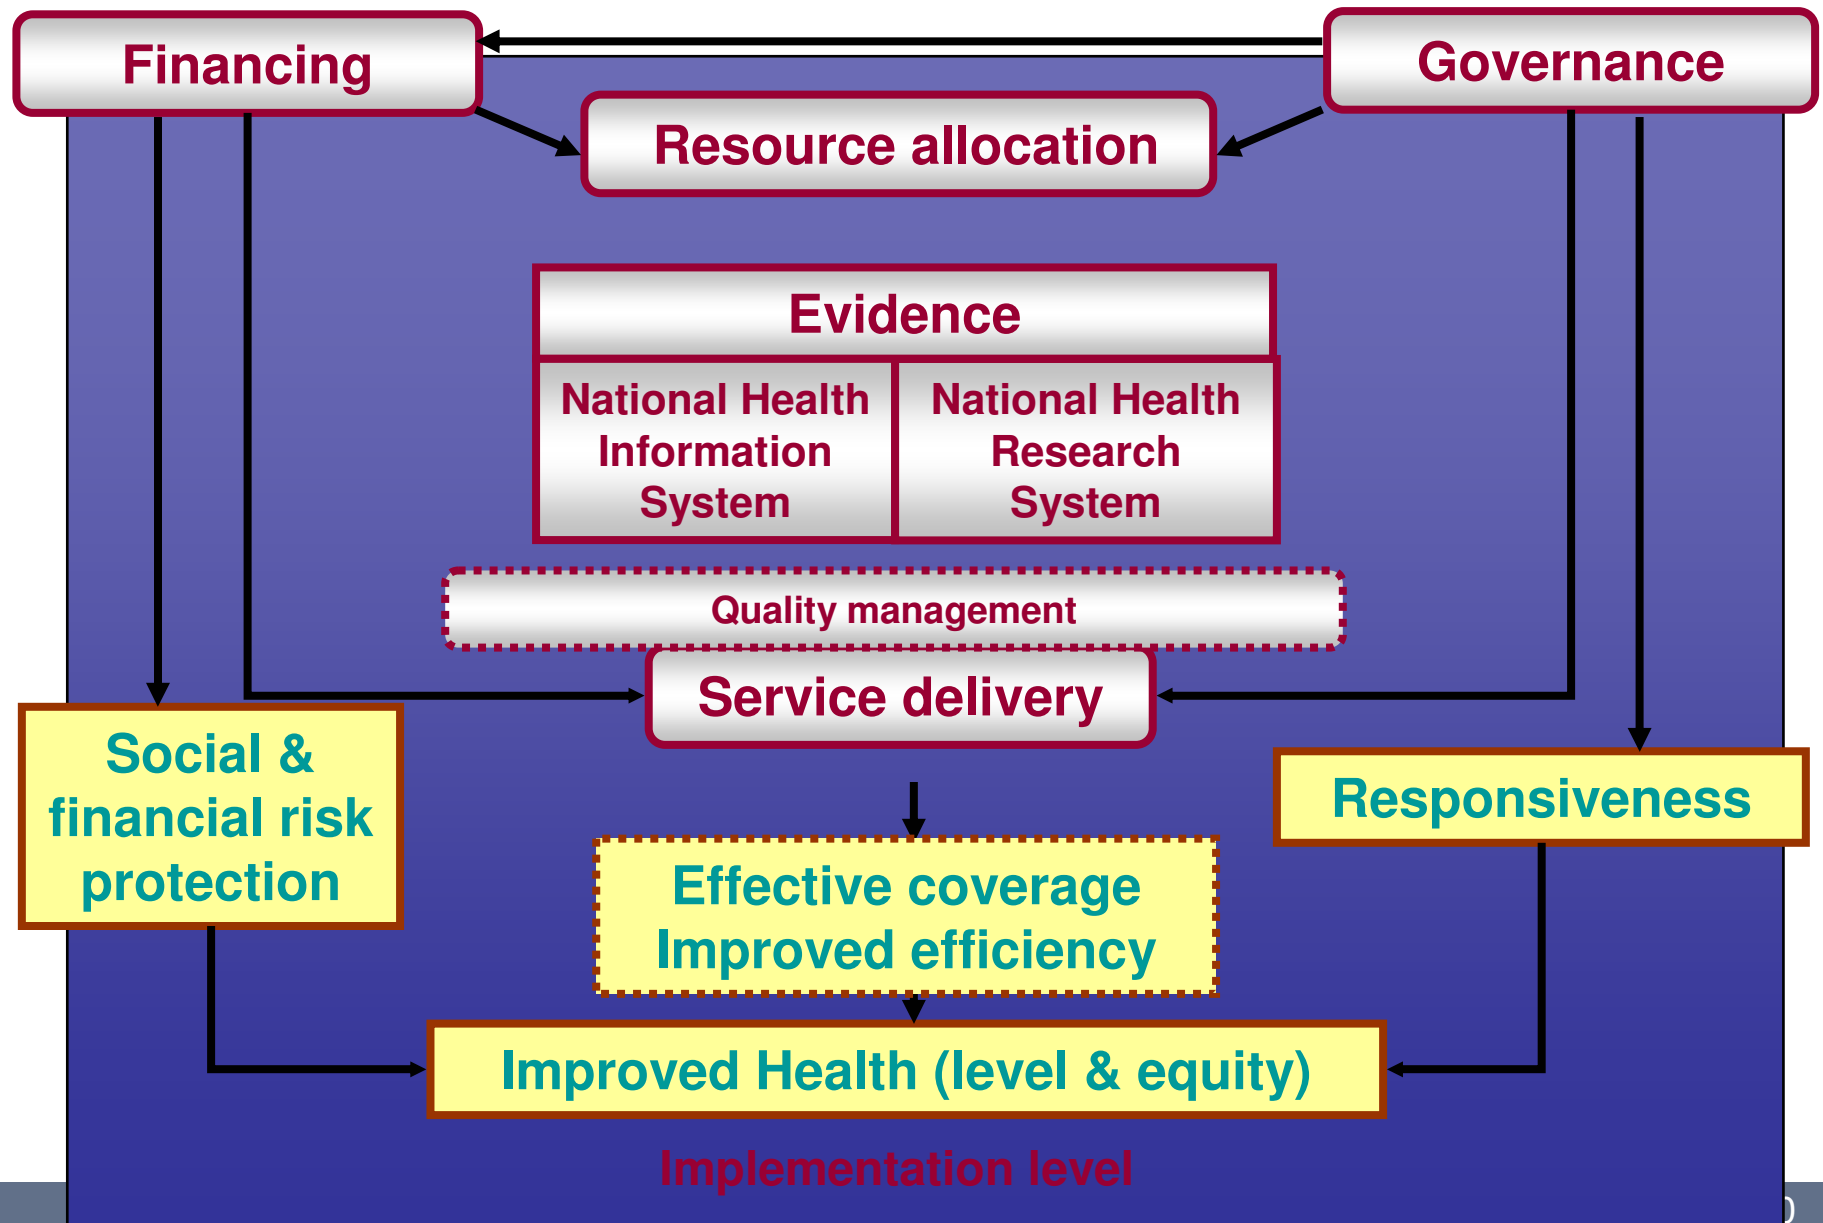 Financing
Governance
Resource allocation
Evidence
National Health
Information
System
National Health
Research
System
Quality management
Service delivery
Social &
financial risk
protection
Responsiveness
Effective coverage
Improved efficiency
Improved Health (level & equity)
Implementation level